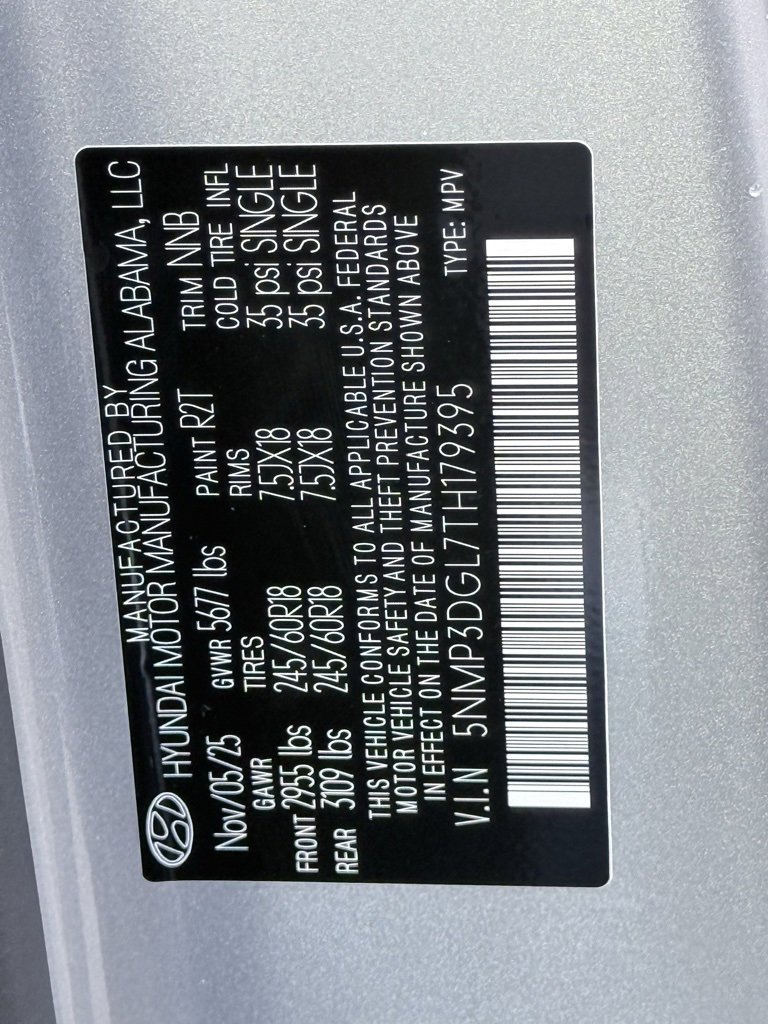 MANUFACTURED BY
HYUNDAI MOTOR MANUFACTURING ALABAMA, LLC
Nov/05/25 GVWR 5677 lbs PAINT R2T TRIM NNB
GAWR TIRES RIMS COLD TIRE INFL
FRONT 2955 lbs 245/60R18 7.5JX18 35 psi SINGLE
REAR 3109 lbs 245/60R18 7.5JX18 35 psi SINGLE
THIS VEHICLE CONFORMS TO ALL APPLICABLE U.S.A. FEDERAL
MOTOR VEHICLE SAFETY AND THEFT PREVENTION STANDARDS
IN EFFECT ON THE DATE OF MANUFACTURE SHOWN ABOVE
V.I.N 5NMP3DGL7TH179395 TYPE: MPV